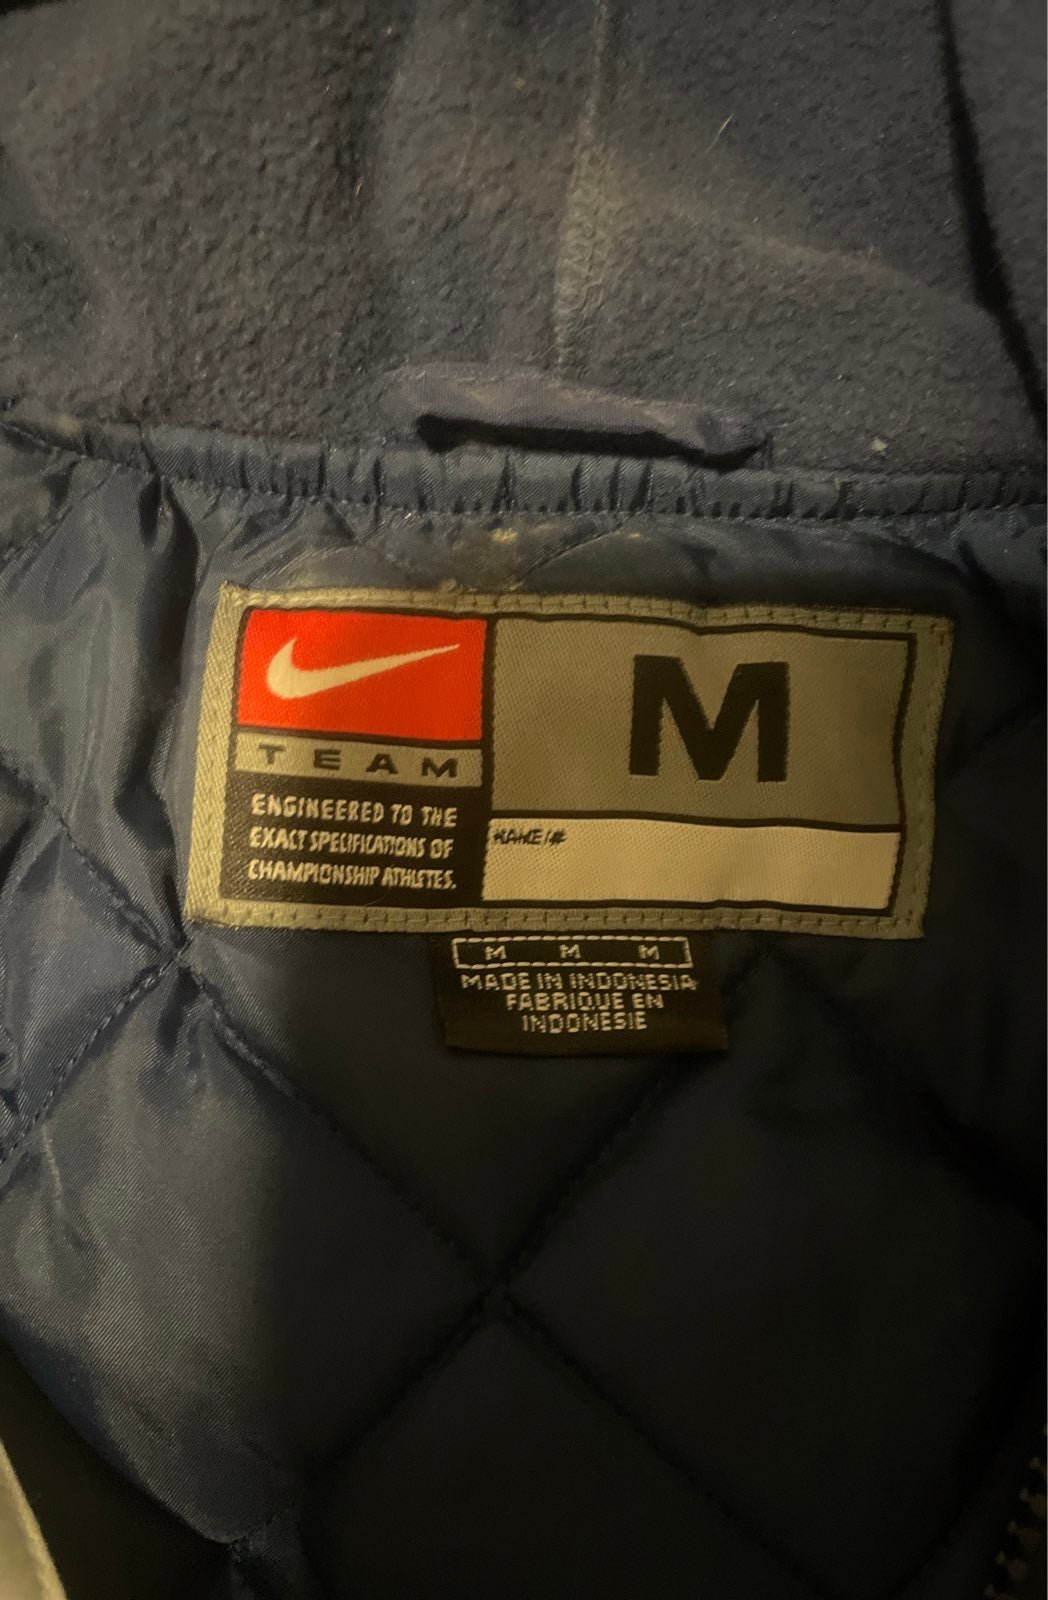 TEAM
ENGINEERED TO THE
EXACT SPECIFICATIONS OF
CHAMPIONSHIP ATHLETES.
M
NAME/#
M M M
MADE IN INDONESIA
FABRIQUE EN
INDONESIE